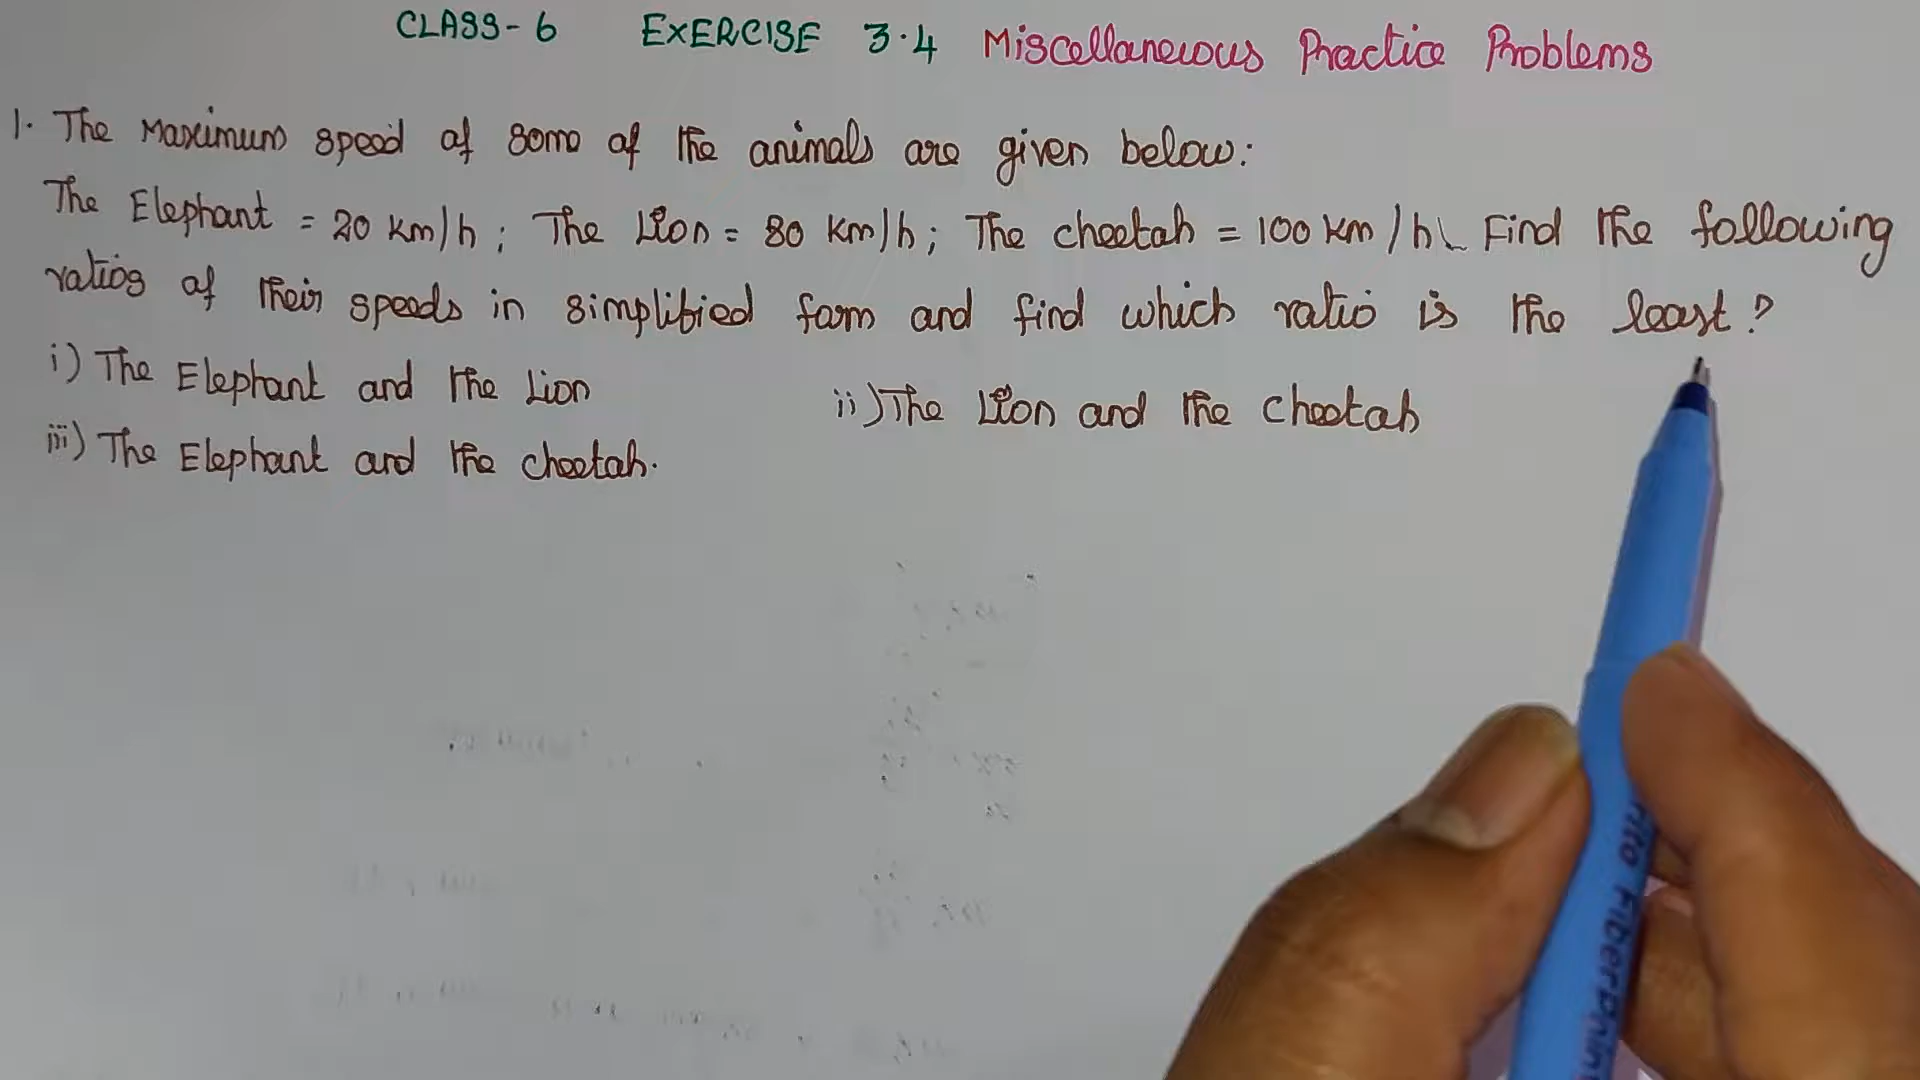 CLASS-6 EXERCISE 3.4 Miscellaneous Practice Problems
1. The Maximum speed of some of the animals are given below:
The Elephant = 20 km/h; The Lion = 80 km/h; The cheetah = 100 km/h. Find the following
ratios of their speeds in simplified form and find which ratio is the least?
i) The Elephant and the Lion ii) The Lion and the cheetah
iii) The Elephant and the cheetah.